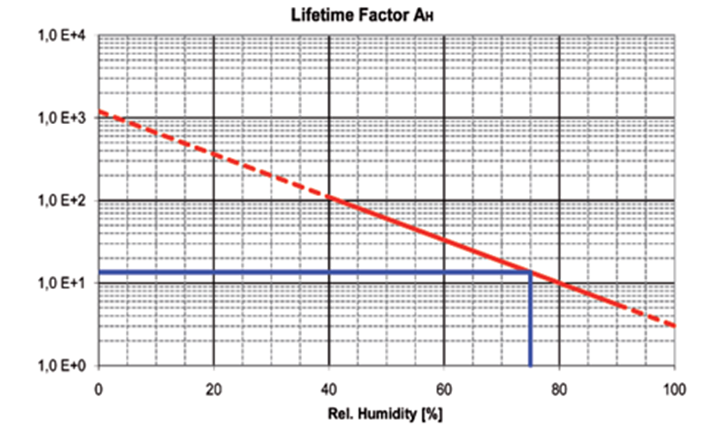 Lifetime Factor AH
1,0 E+4
1,0 E+3
1,0 E+2
1,0 E+1
1,0 E+0
0 20 40 60 80 100
Rel. Humidity [%]